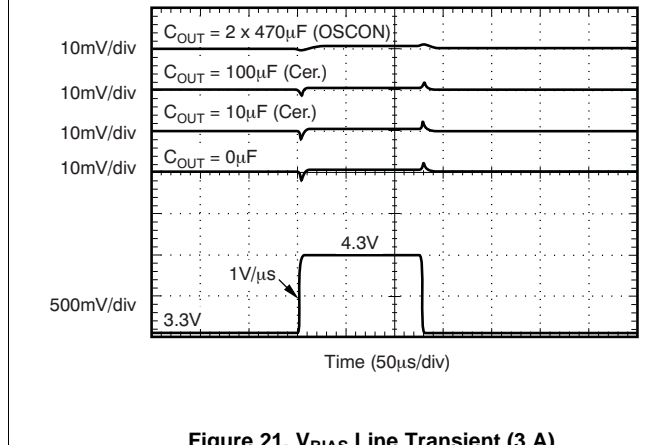 10mV/div
C_OUT = 2 x 470μF (OSCON)
10mV/div
C_OUT = 100μF (Cer.)
10mV/div
C_OUT = 10μF (Cer.)
10mV/div
C_OUT = 0μF
4.3V
1V/μs
500mV/div
3.3V
Time (50μs/div)
Figure 21. V_BIAS Line Transient (3 A)